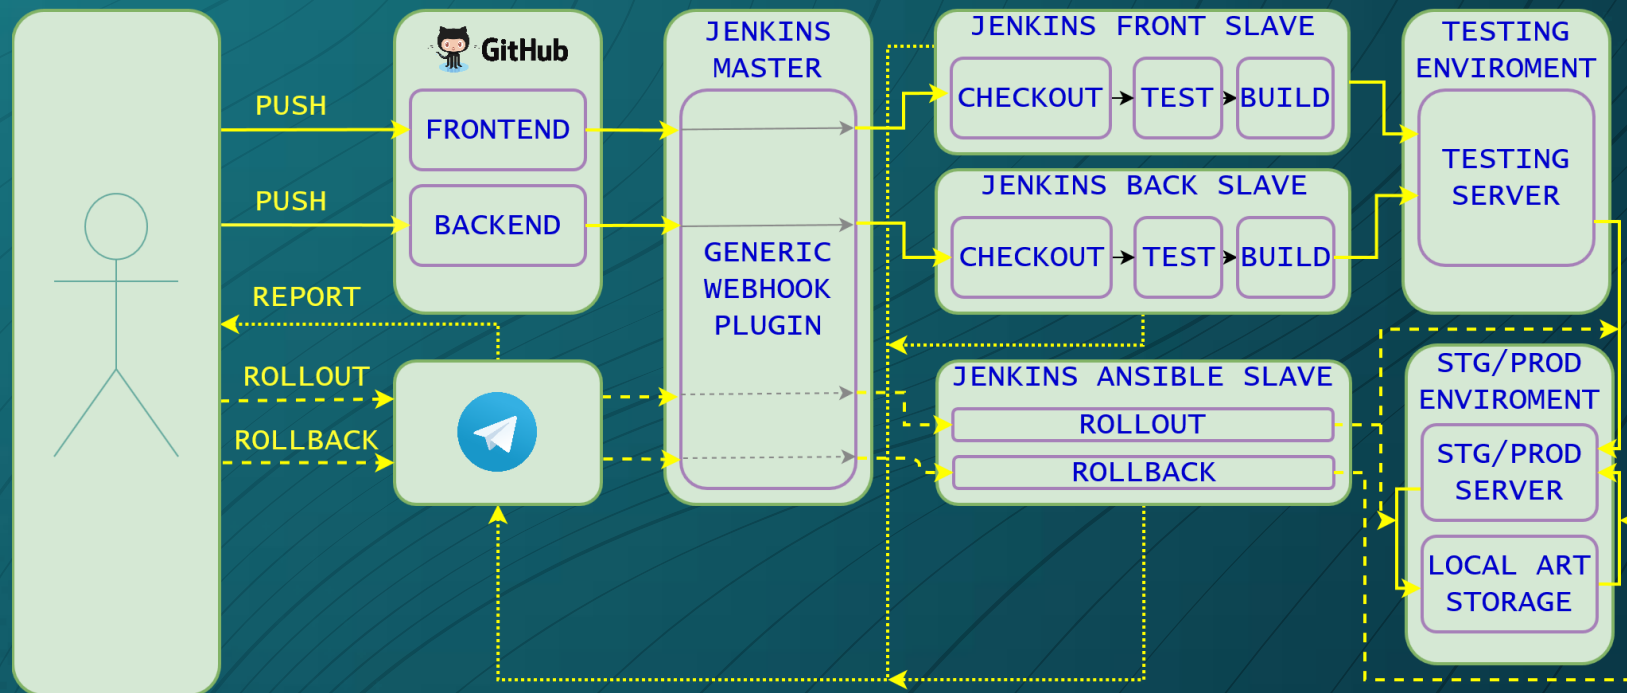 PUSH
PUSH
REPORT
ROLLOUT
ROLLBACK
GitHub
FRONTEND
BACKEND
JENKINS
MASTER
GENERIC
WEBHOOK
PLUGIN
JENKINS FRONT SLAVE
CHECKOUT
TEST
BUILD
JENKINS BACK SLAVE
CHECKOUT
TEST
BUILD
JENKINS ANSIBLE SLAVE
ROLLOUT
ROLLBACK
TESTING
ENVIROMENT
TESTING
SERVER
STG/PROD
ENVIROMENT
STG/PROD
SERVER
LOCAL ART
STORAGE